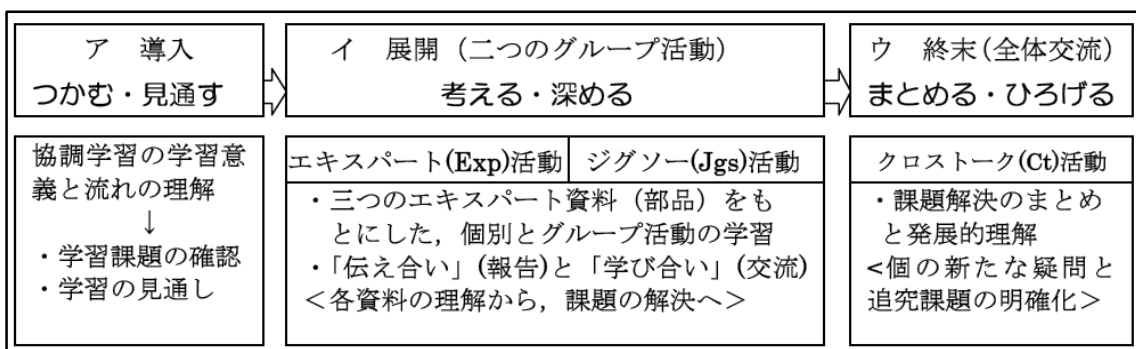 ア 導入
つかむ・見通す
イ 展開（二つのグループ活動）
考える・深める
ウ 終末(全体交流)
まとめる・ひろげる
協調学習の学習意
義と流れの理解
↓
・学習課題の確認
・学習の見通し
エキスパート(Exp)活動
ジグソー(Jgs)活動
・三つのエキスパート資料（部品）をも
とにした，個別とグループ活動の学習
・「伝え合い」(報告)と「学び合い」(交流)
＜各資料の理解から，課題の解決へ＞
クロストーク(Ct)活動
・課題解決のまとめ
と発展的理解
<個の新たな疑問と
追究課題の明確化＞